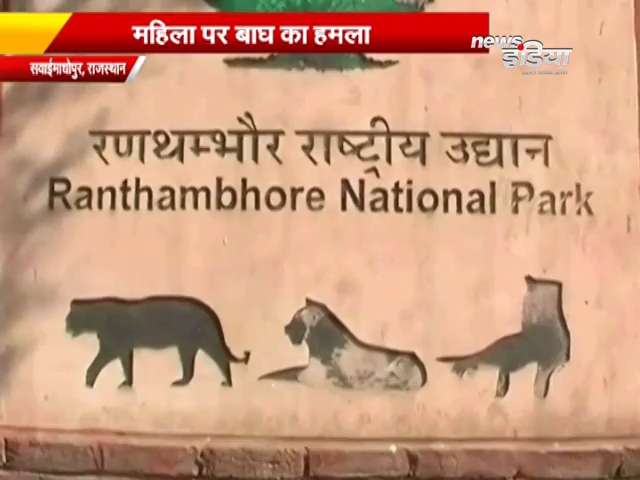 महिला पर बाघ का हमला
news
इंडिया
सवाईमाधोपुर, राजस्थान
रणथम्भौर राष्ट्रीय उद्यान
Ranthambhore National Park